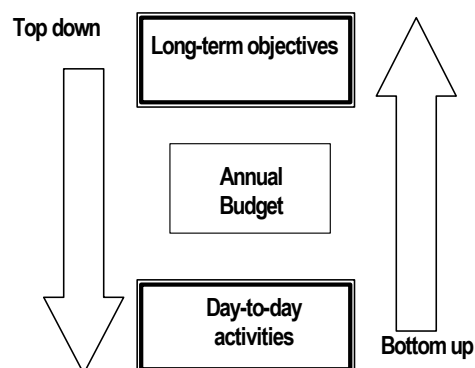 Top down
Long-term objectives
Annual
Budget
Day-to-day
activities
Bottom up